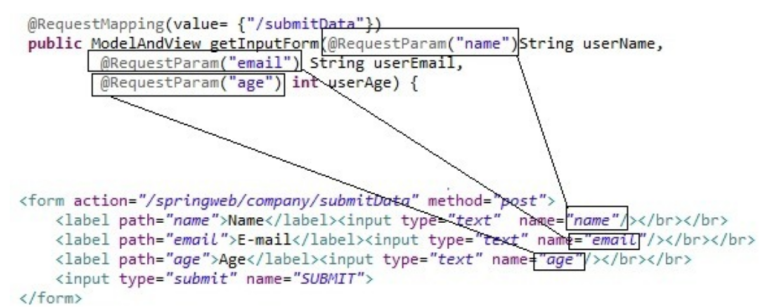 @RequestMapping(value= {"/submitData"})
public ModelAndView getInputForm(@RequestParam("name")String userName,
@RequestParam("email") String userEmail,
@RequestParam("age") int userAge) {
<form action="/springweb/company/submitData" method="post">
<label path="name">Name</label><input type="text" name="name"/></br></br>
<label path="email">E-mail</label><input type="text" name="email"/></br></br>
<label path="age">Age</label><input type="text" name="age"/></br></br>
<input type="submit" name="SUBMIT">
</form>